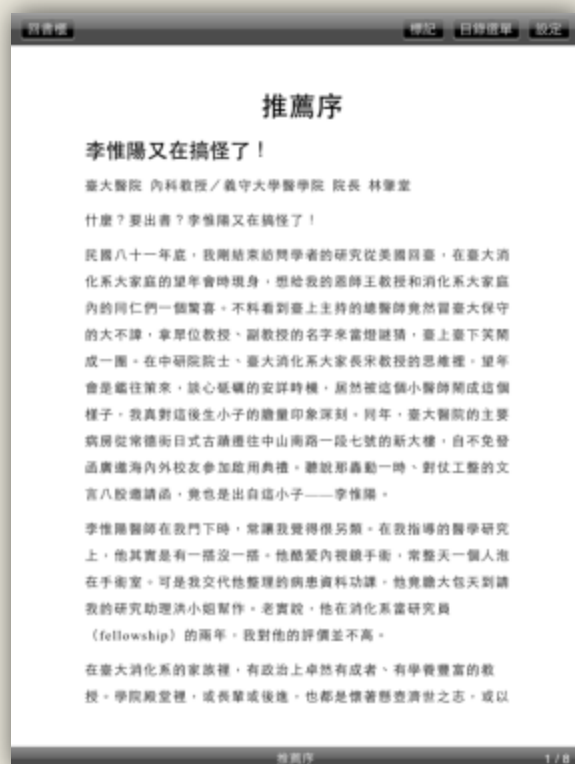 回書櫃 標記 目錄選單 設定
推薦序
李惟陽又在搞怪了！
臺大醫院 內科教授／義守大學醫學院 院長 林肇堂
什麼？要出書？李惟陽又在搞怪了！
民國八十一年底，我剛結束訪問學者的研究從美國回臺，在臺大消
化系大家庭的望年會時現身，想給我的恩師王教授和消化系大家庭
內的同仁們一個驚喜。不料看到臺上主持的總醫師竟然冒臺大保守
的大不諱，拿眾位教授、副教授的名字來當燈謎猜，臺上臺下笑鬧
成一團。在中研院院士、臺大消化系大家長宋教授的思維裡，望年
會是鑑往策來，談心砥礪的安詳時機，居然被這個小醫師鬧成這個
樣子，我真對這後生小子的膽量印象深刻。同年，臺大醫院的主要
病房從常德街日式古蹟遷往中山南路一段七號的新大樓，自不免發
函廣邀海內外校友參加啟用典禮。聽說那轟動一時、對仗工整的文
言八股邀請函，竟也是出自這小子——李惟陽。
李惟陽醫師在我門下時，常讓我覺得很另類。在我指導的醫學研究
上，他其實是有一搭沒一搭。他酷愛內視鏡手術，常整天一個人泡
在手術室。可是我交代他整理的病患資料功課，他竟膽大包天到請
我的研究助理洪小姐幫作。老實說，他在消化系當研究員
（fellowship）的兩年，我對他的評價並不高。
在臺大消化系的家族裡，有政治上卓然有成者、有學養豐富的教
授。學院殿堂裡，或長輩或後進，也都是懷著懸壺濟世之志，或以
推薦序 1 / 8